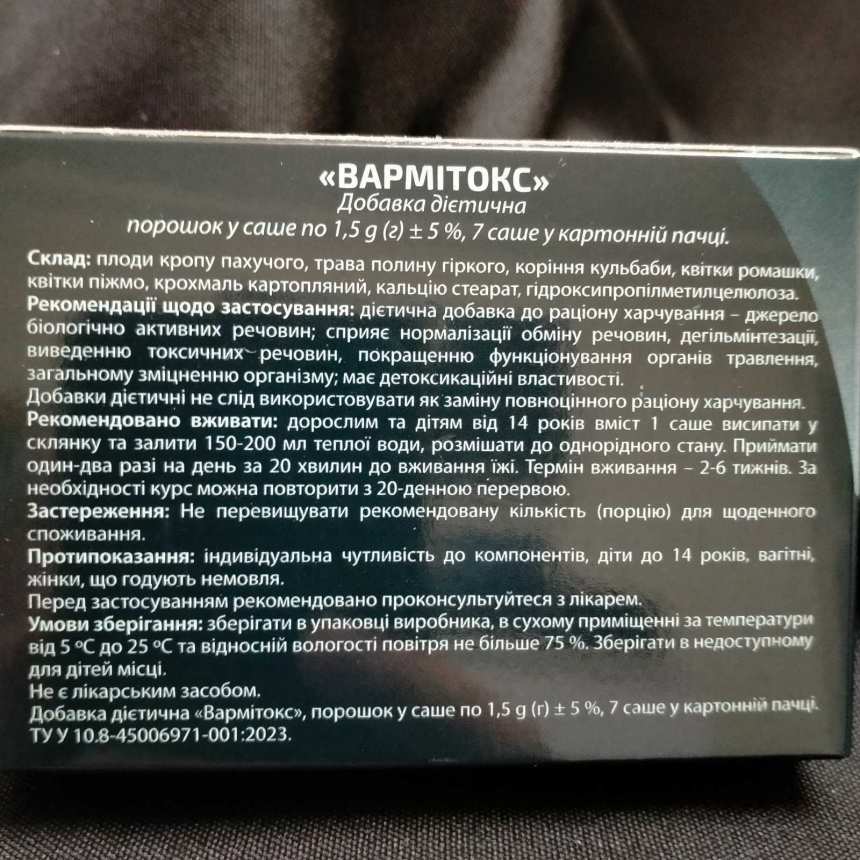 «ВАРМІТОКС»
Добавка дієтична
порошок у саше по 1,5 g (г) ± 5 %, 7 саше у картонній пачці.
Склад: плоди кропу пахучого, трава полину гіркого, коріння кульбаби, квітки ромашки,
квітки піжмо, крохмаль картопляний, кальцію стеарат, гідроксипропілметилцелюлоза.
Рекомендації щодо застосування: дієтична добавка до раціону харчування – джерело
біологічно активних речовин; сприяє нормалізації обміну речовин, дегільмінтезації,
виведенню токсичних речовин, покращенню функціонування органів травлення,
загальному зміцненню організму; має детоксикаційні властивості.
Добавки дієтичні не слід використовувати як заміну повноцінного раціону харчування.
Рекомендовано вживати: дорослим та дітям від 14 років вміст 1 саше висипати у
склянку та залити 150-200 мл теплої води, розмішати до однорідного стану. Приймати
один-два разі на день за 20 хвилин до вживання їжі. Термін вживання – 2-6 тижнів. За
необхідності курс можна повторити з 20-денною перервою.
Застереження: Не перевищувати рекомендовану кількість (порцію) для щоденного
споживання.
Протипоказання: індивідуальна чутливість до компонентів, діти до 14 років, вагітні,
жінки, що годують немовля.
Перед застосуванням рекомендовано проконсультуйтеся з лікарем.
Умови зберігання: зберігати в упаковці виробника, в сухому приміщенні за температури
від 5 ºС до 25 ºС та відносній вологості повітря не більше 75 %. Зберігати в недоступному
для дітей місці.
Не є лікарським засобом.
Добавка дієтична «Вармітокс», порошок у саше по 1,5 g (г) ± 5 %, 7 саше у картонній пачці.
ТУ У 10.8-45006971-001:2023.